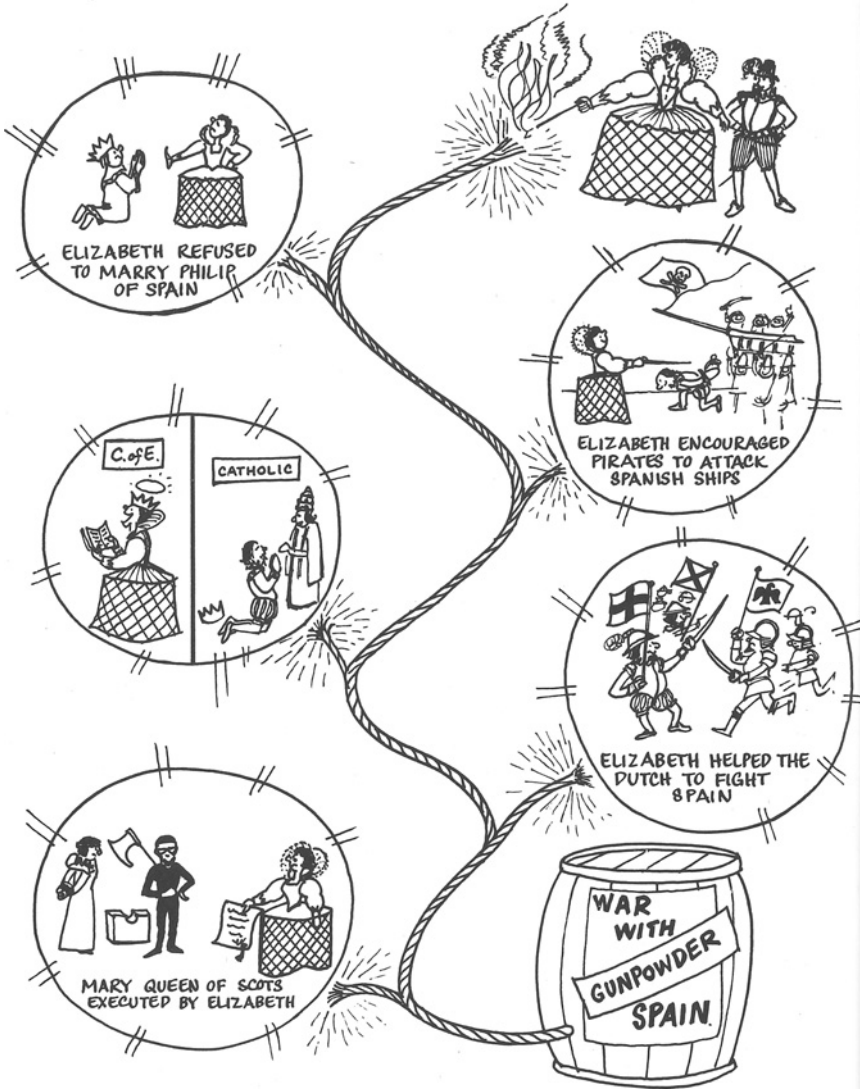 ELIZABETH REFUSED
TO MARRY PHILIP
OF SPAIN
ELIZABETH ENCOURAGED
PIRATES TO ATTACK
SPANISH SHIPS
C.ofE.
CATHOLIC
ELIZABETH HELPED THE
DUTCH TO FIGHT
SPAIN
MARY QUEEN OF SCOTS
EXECUTED BY ELIZABETH
WAR
WITH
GUNPOWDER
SPAIN.